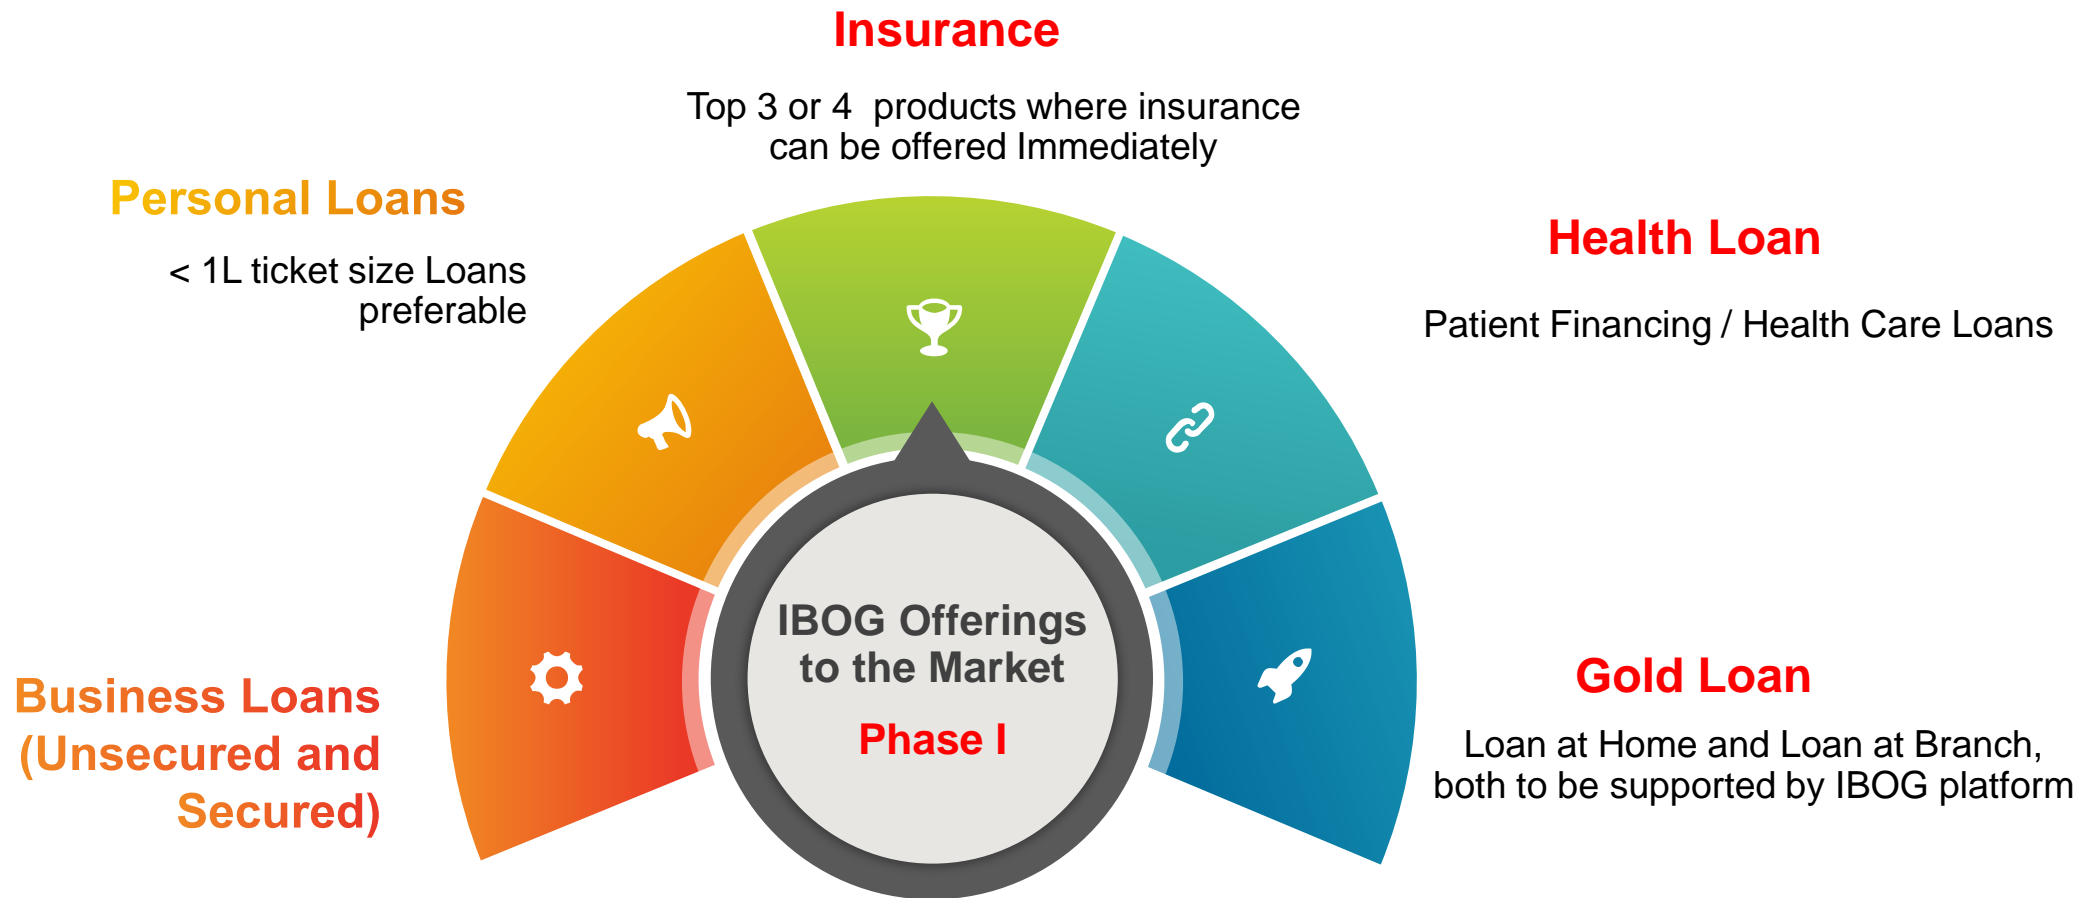 Insurance
Top 3 or 4 products where insurance
can be offered Immediately
Personal Loans
< 1L ticket size Loans
preferable
Health Loan
Patient Financing / Health Care Loans
Business Loans
(Unsecured and
Secured)
IBOG Offerings
to the Market
Phase I
Gold Loan
Loan at Home and Loan at Branch,
both to be supported by IBOG platform